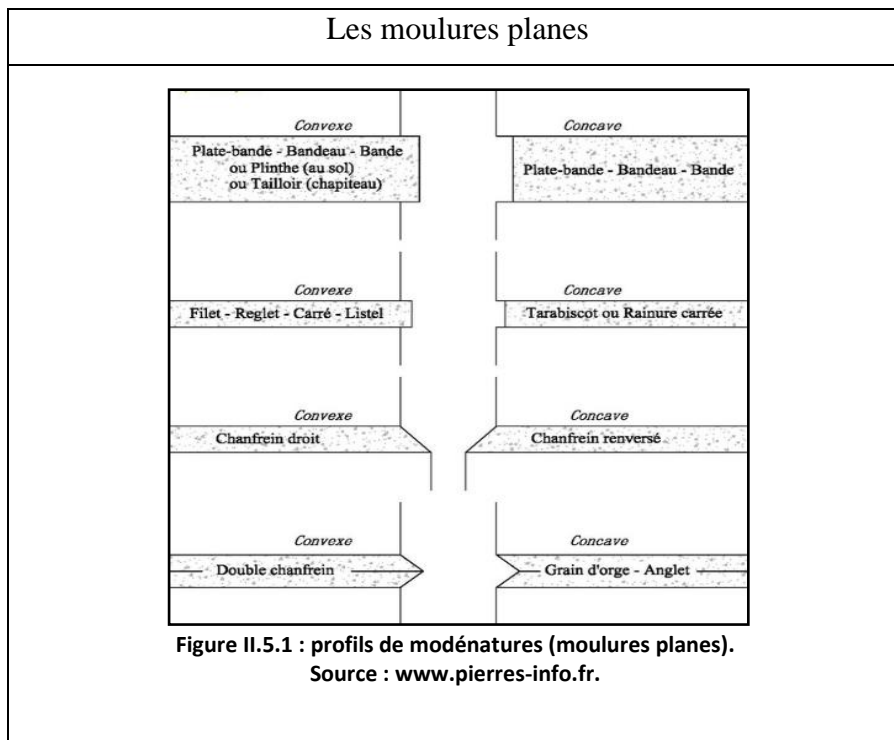 Les moulures planes
Convexe
Concave
Plate-bande - Bandeau - Bande
ou Plinthe (au sol)
ou Tailloir (chapiteau)
Plate-bande - Bandeau - Bande
Convexe
Concave
Filet - Reglet - Carré - Listel
Tarabiscot ou Rainure carrée
Convexe
Concave
Chanfrein droit
Chanfrein renversé
Convexe
Concave
Double chanfrein
Grain d'orge - Anglet
Figure II.5.1 : profils de modénatures (moulures planes).
Source : www.pierres-info.fr.